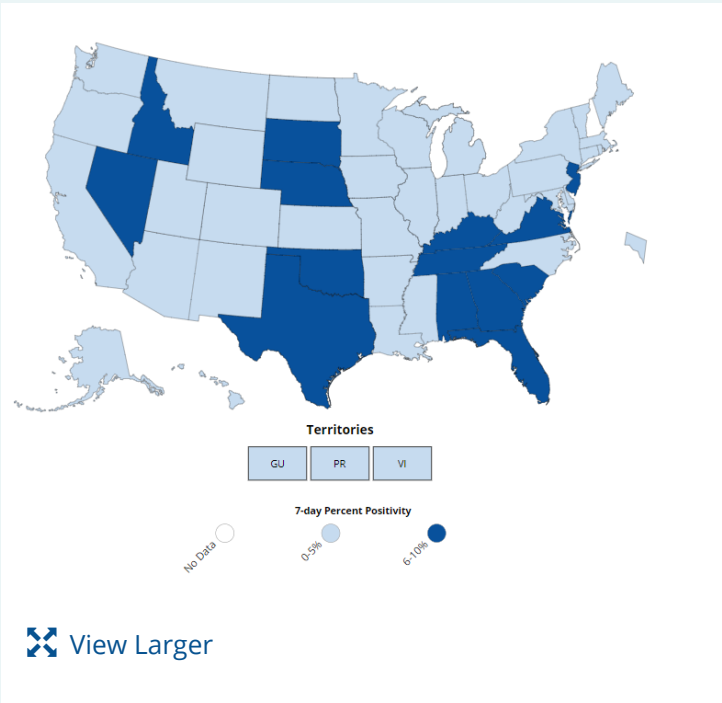 Territories
GU PR VI
7-day Percent Positivity
No Data 0-5% 6-10%
View Larger